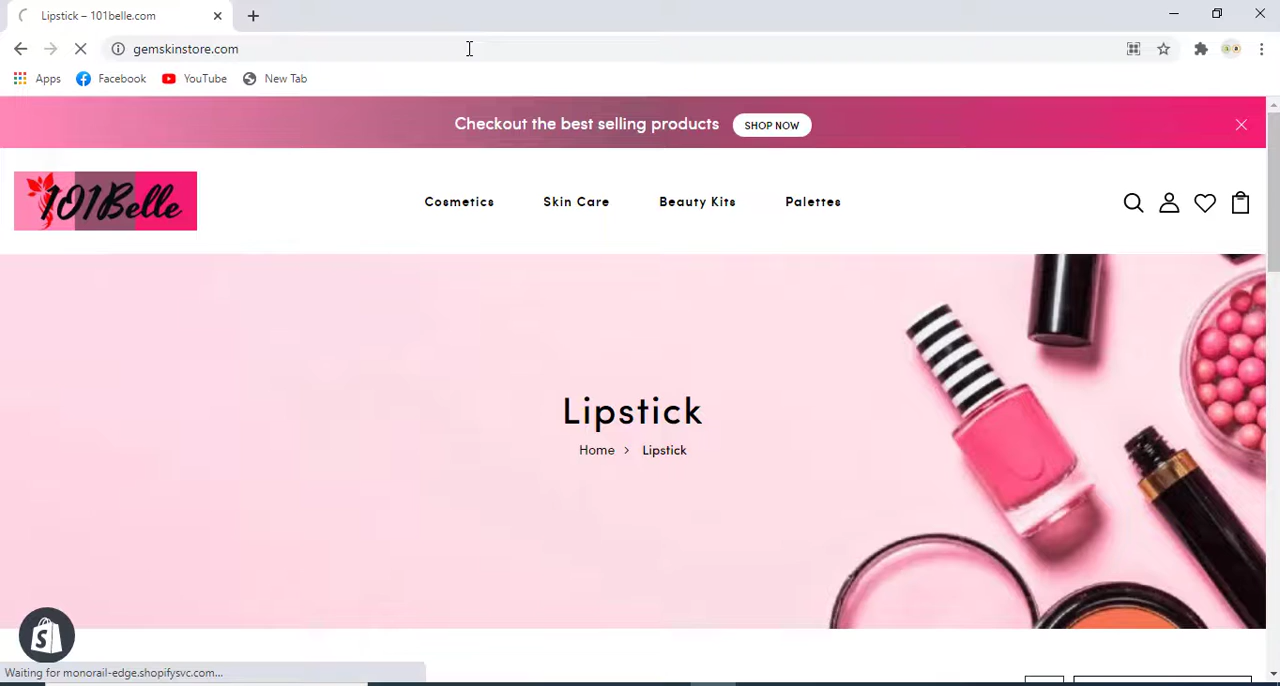 Lipstick – 101belle.com
gemskinstore.com
Apps Facebook YouTube New Tab
Checkout the best selling products SHOP NOW
101Belle
Cosmetics Skin Care Beauty Kits Palettes
Lipstick
Home > Lipstick
S
Waiting for monorail-edge.shopifysvc.com...